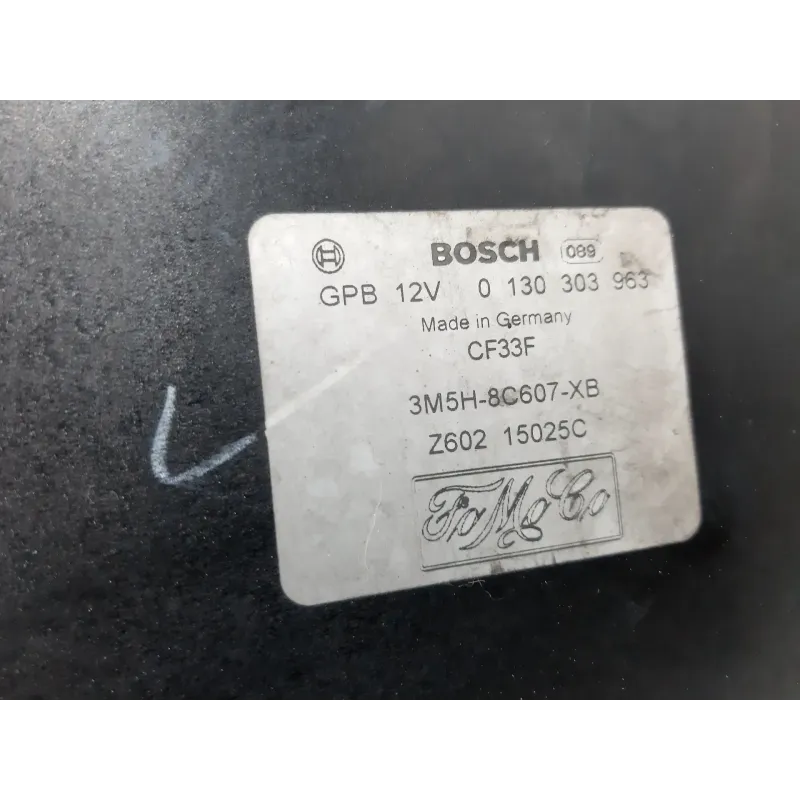 BOSCH 089
GPB 12V 0 130 303 963
Made in Germany
CF33F
3M5H-8C607-XB
Z602 15025C
FoMoCo